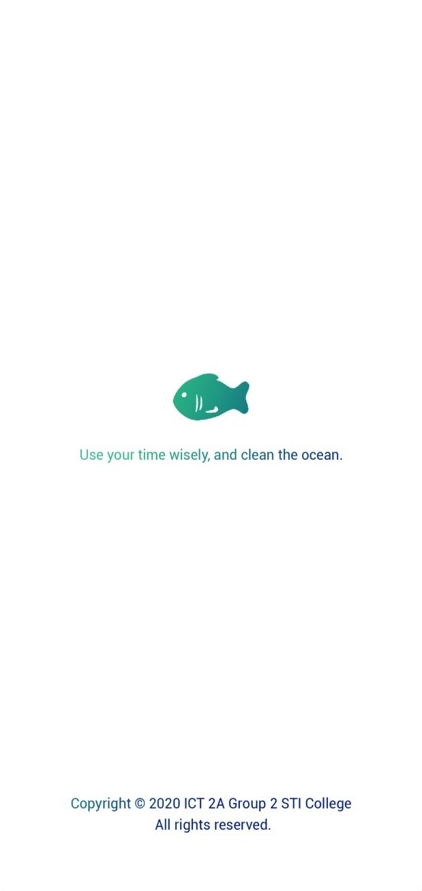 Use your time wisely, and clean the ocean.
Copyright © 2020 ICT 2A Group 2 STI College
All rights reserved.